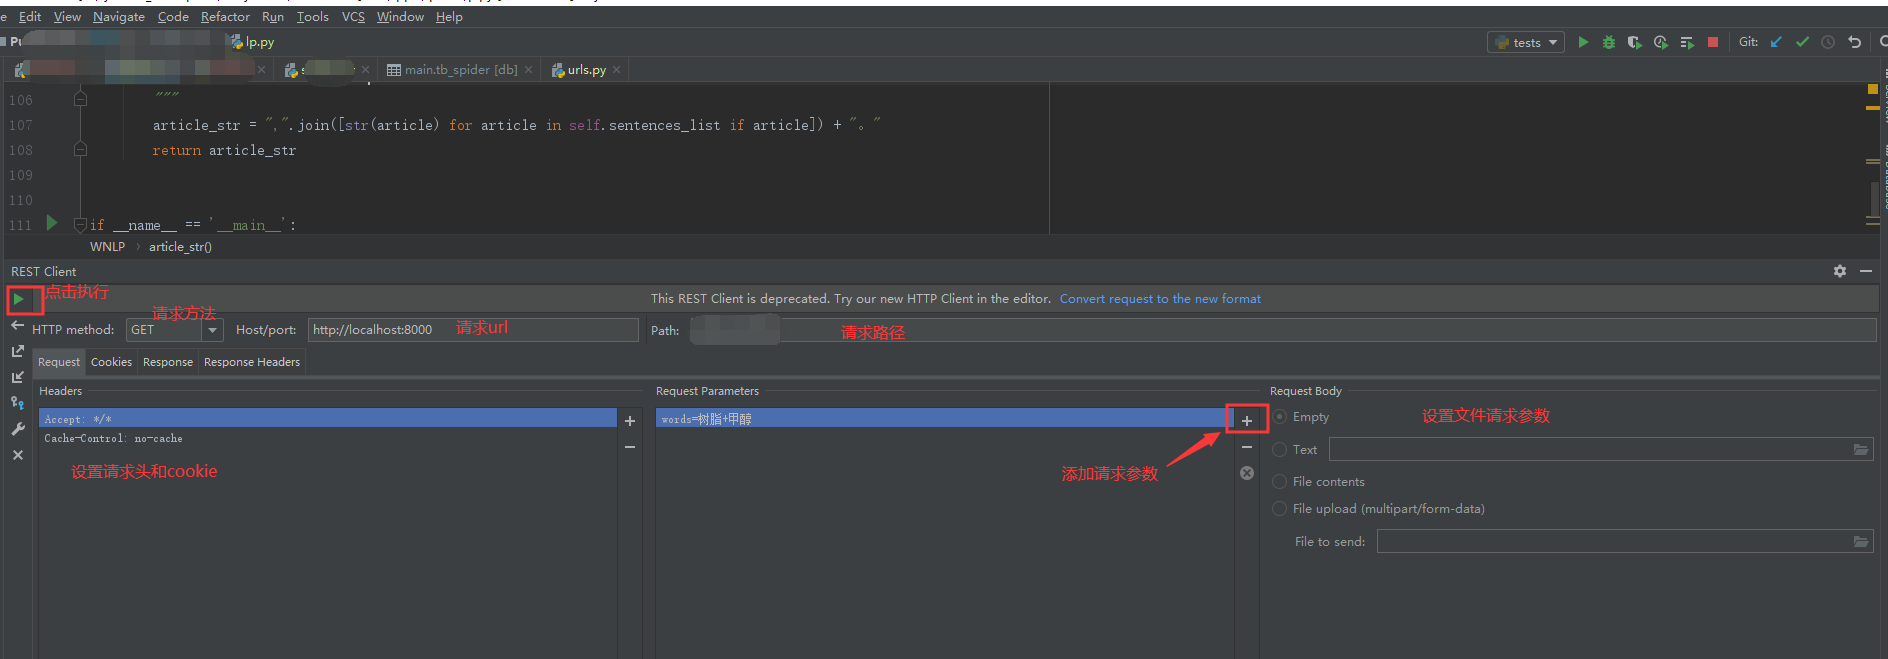 e Edit View Navigate Code Refactor Run Tools VCS Window Help
lp.py
tests Git:
main.tb_spider [db] urls.py
106 """
107 article_str = ",".join([str(article) for article in self.sentences_list if article]) + "。"
108 return article_str
109
110
111 if __name__ == '__main__':
WNLP article_str()
REST Client
点击执行
This REST Client is deprecated. Try our new HTTP Client in the editor. Convert request to the new format
请求方法
HTTP method: GET Host/port: http://localhost:8000 请求url Path: 请求路径
Request Cookies Response Response Headers
Headers Request Parameters Request Body
Accept: */* words=树脂+甲醇 Empty 设置文件请求参数
Cache-Control: no-cache
Text
设置请求头和cookie 添加请求参数
File contents
File upload (multipart/form-data)
File to send: